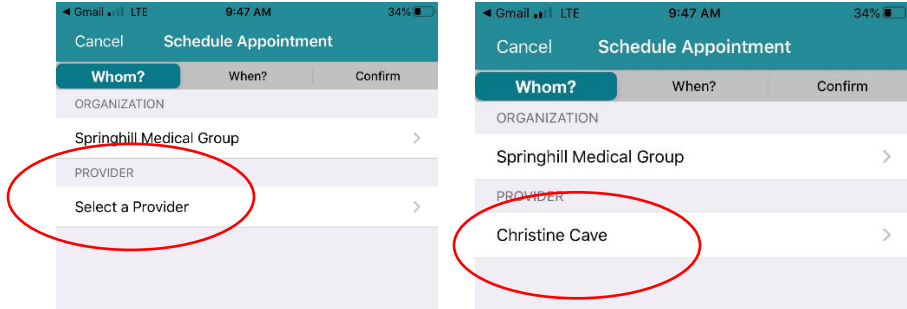 Gmail LTE 9:47 AM 34%
Cancel Schedule Appointment
Whom? When? Confirm
ORGANIZATION
Springhill Medical Group
PROVIDER
Select a Provider
Gmail LTE 9:47 AM 34%
Cancel Schedule Appointment
Whom? When? Confirm
ORGANIZATION
Springhill Medical Group
PROVIDER
Christine Cave